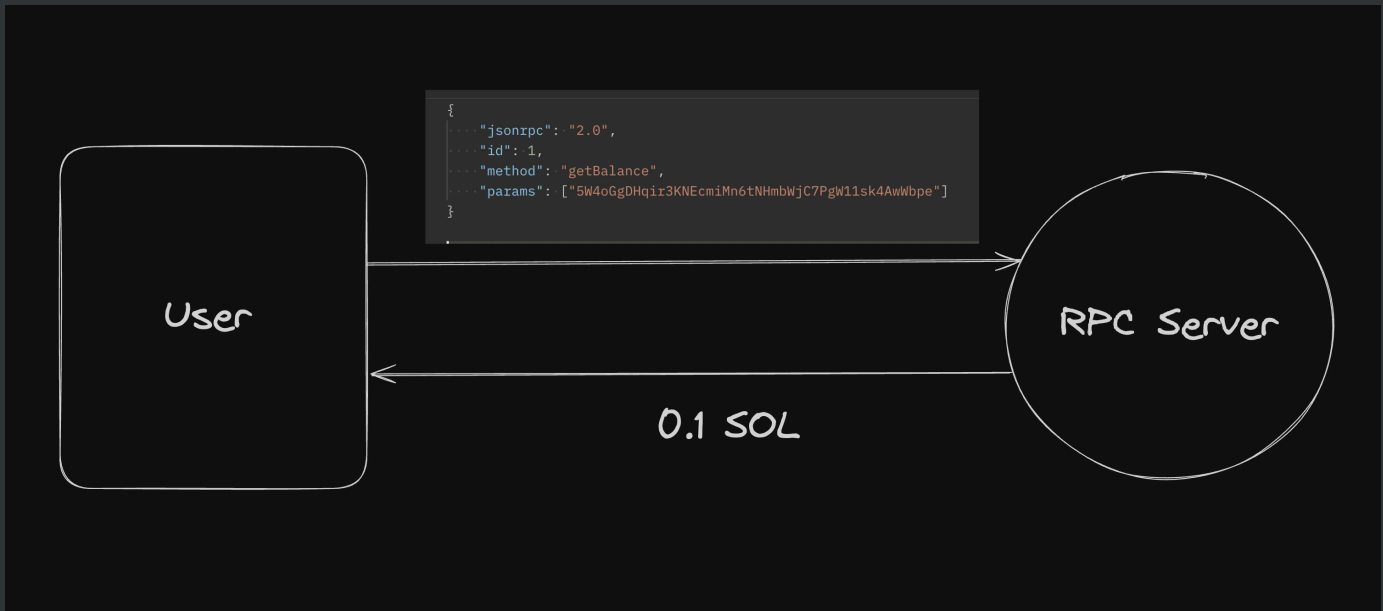 {
"jsonrpc": "2.0",
"id": 1,
"method": "getBalance",
"params": ["5W4oGgDHqir3KNEcmiMn6tNHmbWjC7PgW11sk4AwWbpe"]
}
User
RPC Server
0.1 SOL